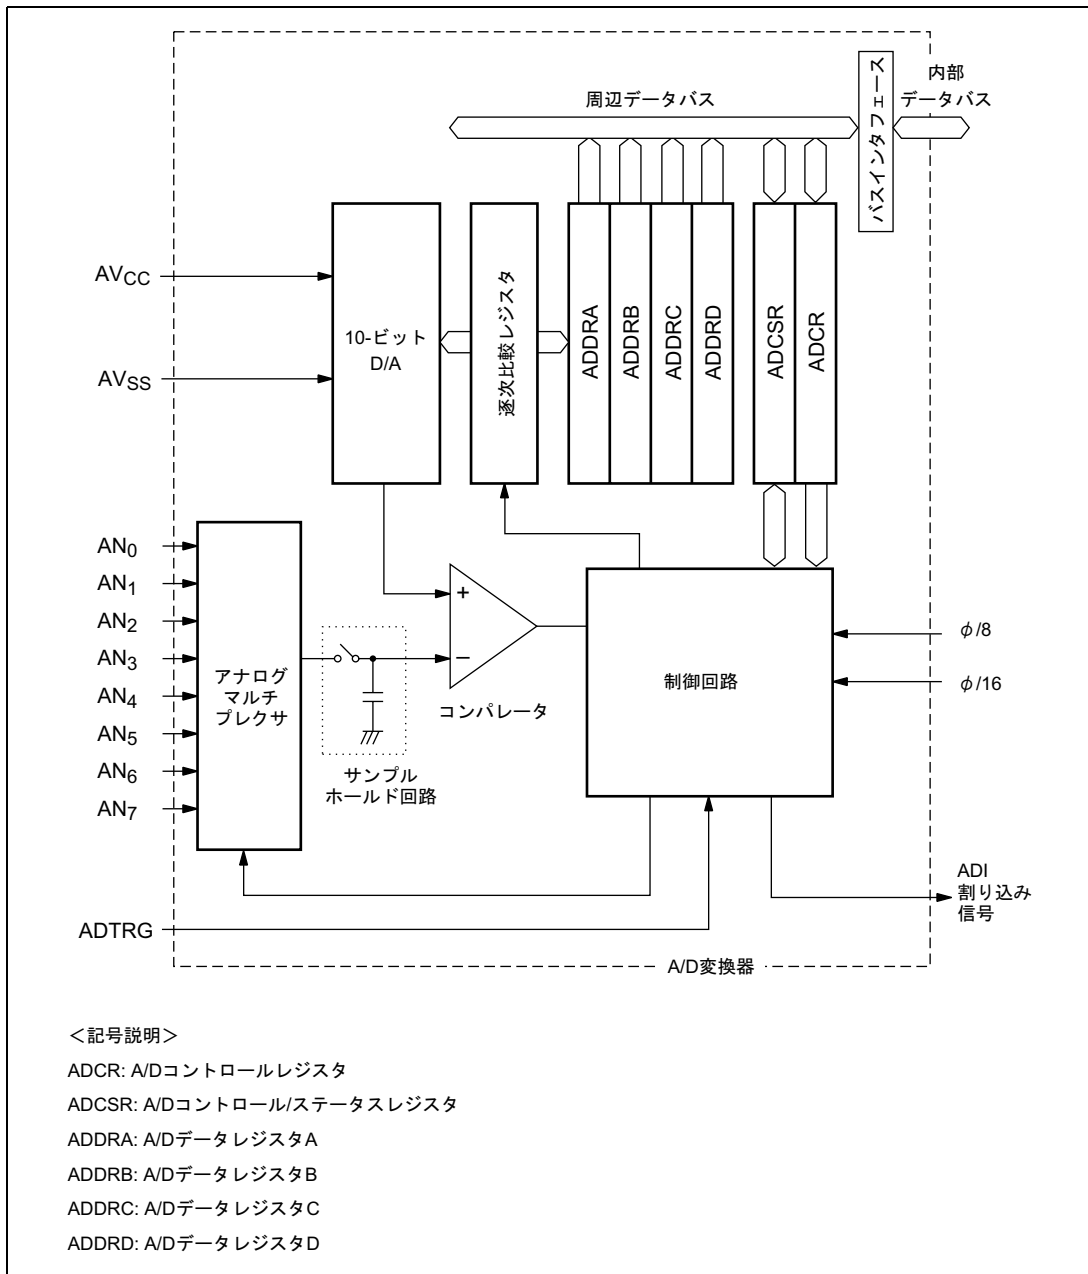 内部
データバス
周辺データバス
バスインタフェース
AVCC
AVSS
10-ビット
D/A
逐次比較レジスタ
ADDRA
ADDRB
ADDRC
ADDRD
ADCSR
ADCR
AN0
AN1
AN2
AN3
AN4
AN5
AN6
AN7
アナログ
マルチ
プレクサ
+
−
コンパレータ
サンプル
ホールド回路
制御回路
φ/8
φ/16
ADTRG
ADI
割り込み
信号
A/D変換器
<記号説明>
ADCR: A/Dコントロールレジスタ
ADCSR: A/Dコントロール/ステータスレジスタ
ADDRA: A/DデータレジスタA
ADDRB: A/DデータレジスタB
ADDRC: A/DデータレジスタC
ADDRD: A/DデータレジスタD